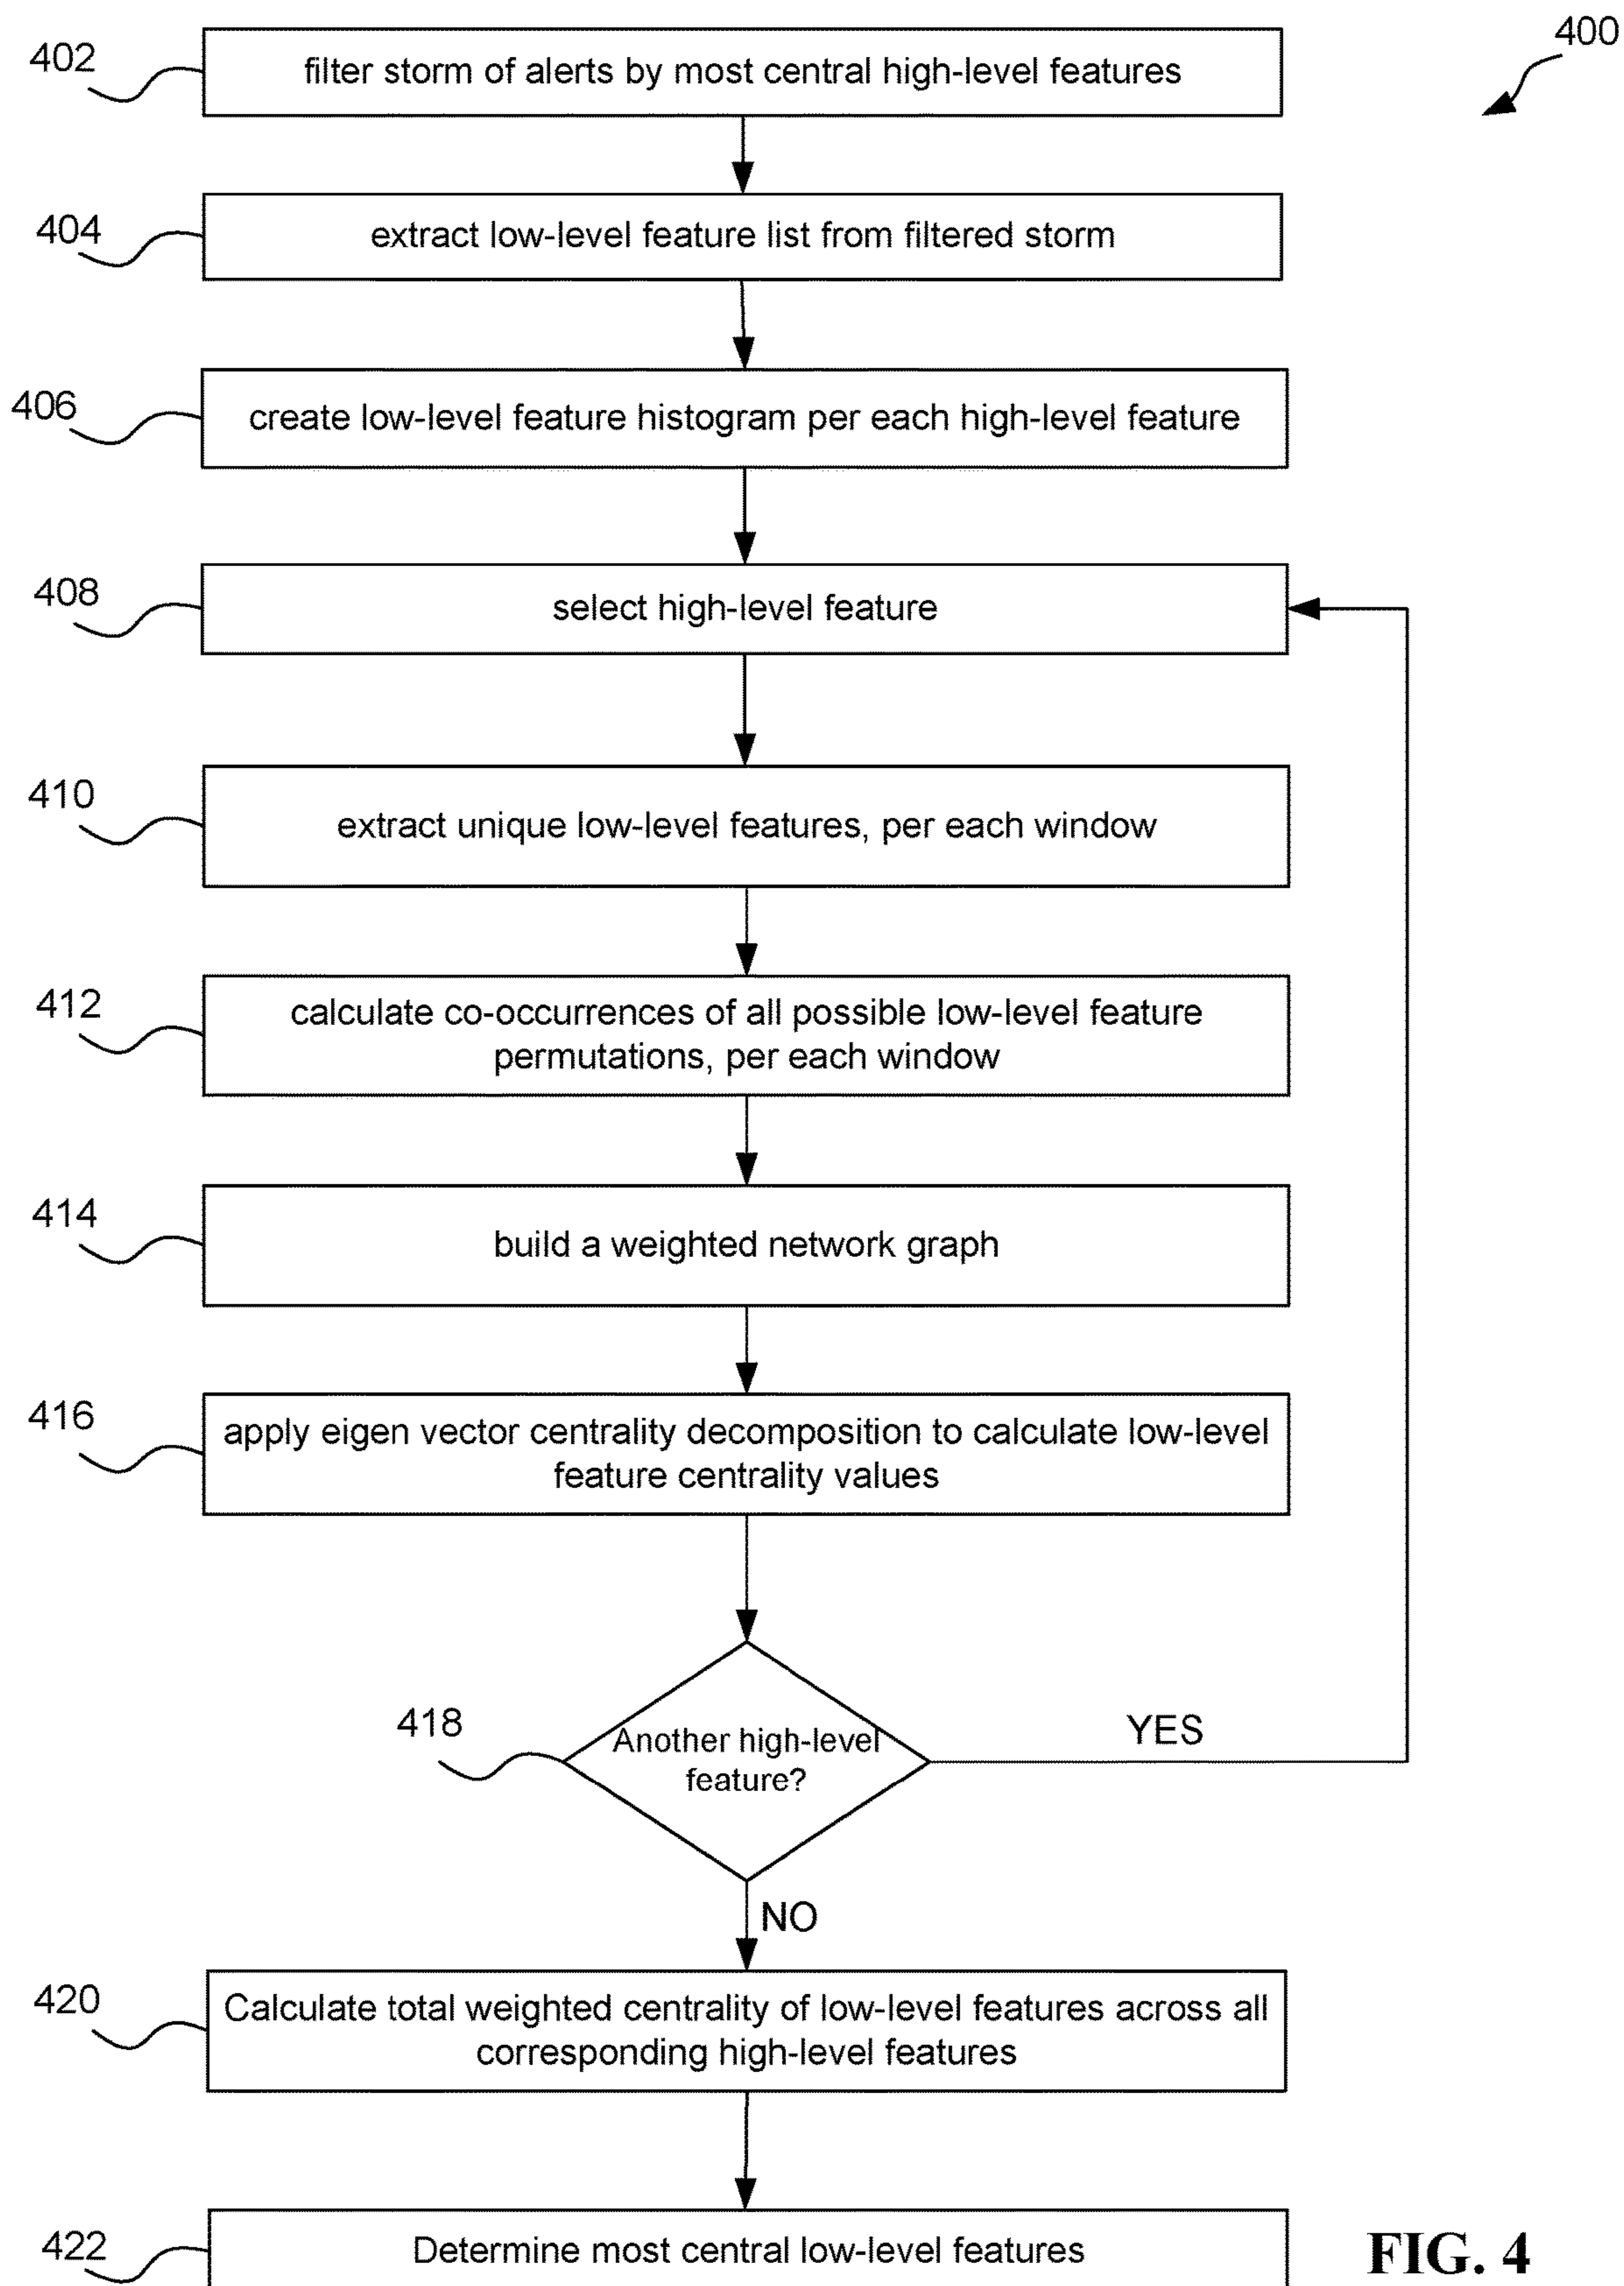 400
402
filter storm of alerts by most central high-level features
404
extract low-level feature list from filtered storm
406
create low-level feature histogram per each high-level feature
408
select high-level feature
410
extract unique low-level features, per each window
412
calculate co-occurrences of all possible low-level feature
permutations, per each window
414
build a weighted network graph
416
apply eigen vector centrality decomposition to calculate low-level
feature centrality values
418
Another high-level
feature?
YES
NO
420
Calculate total weighted centrality of low-level features across all
corresponding high-level features
422
Determine most central low-level features
FIG. 4